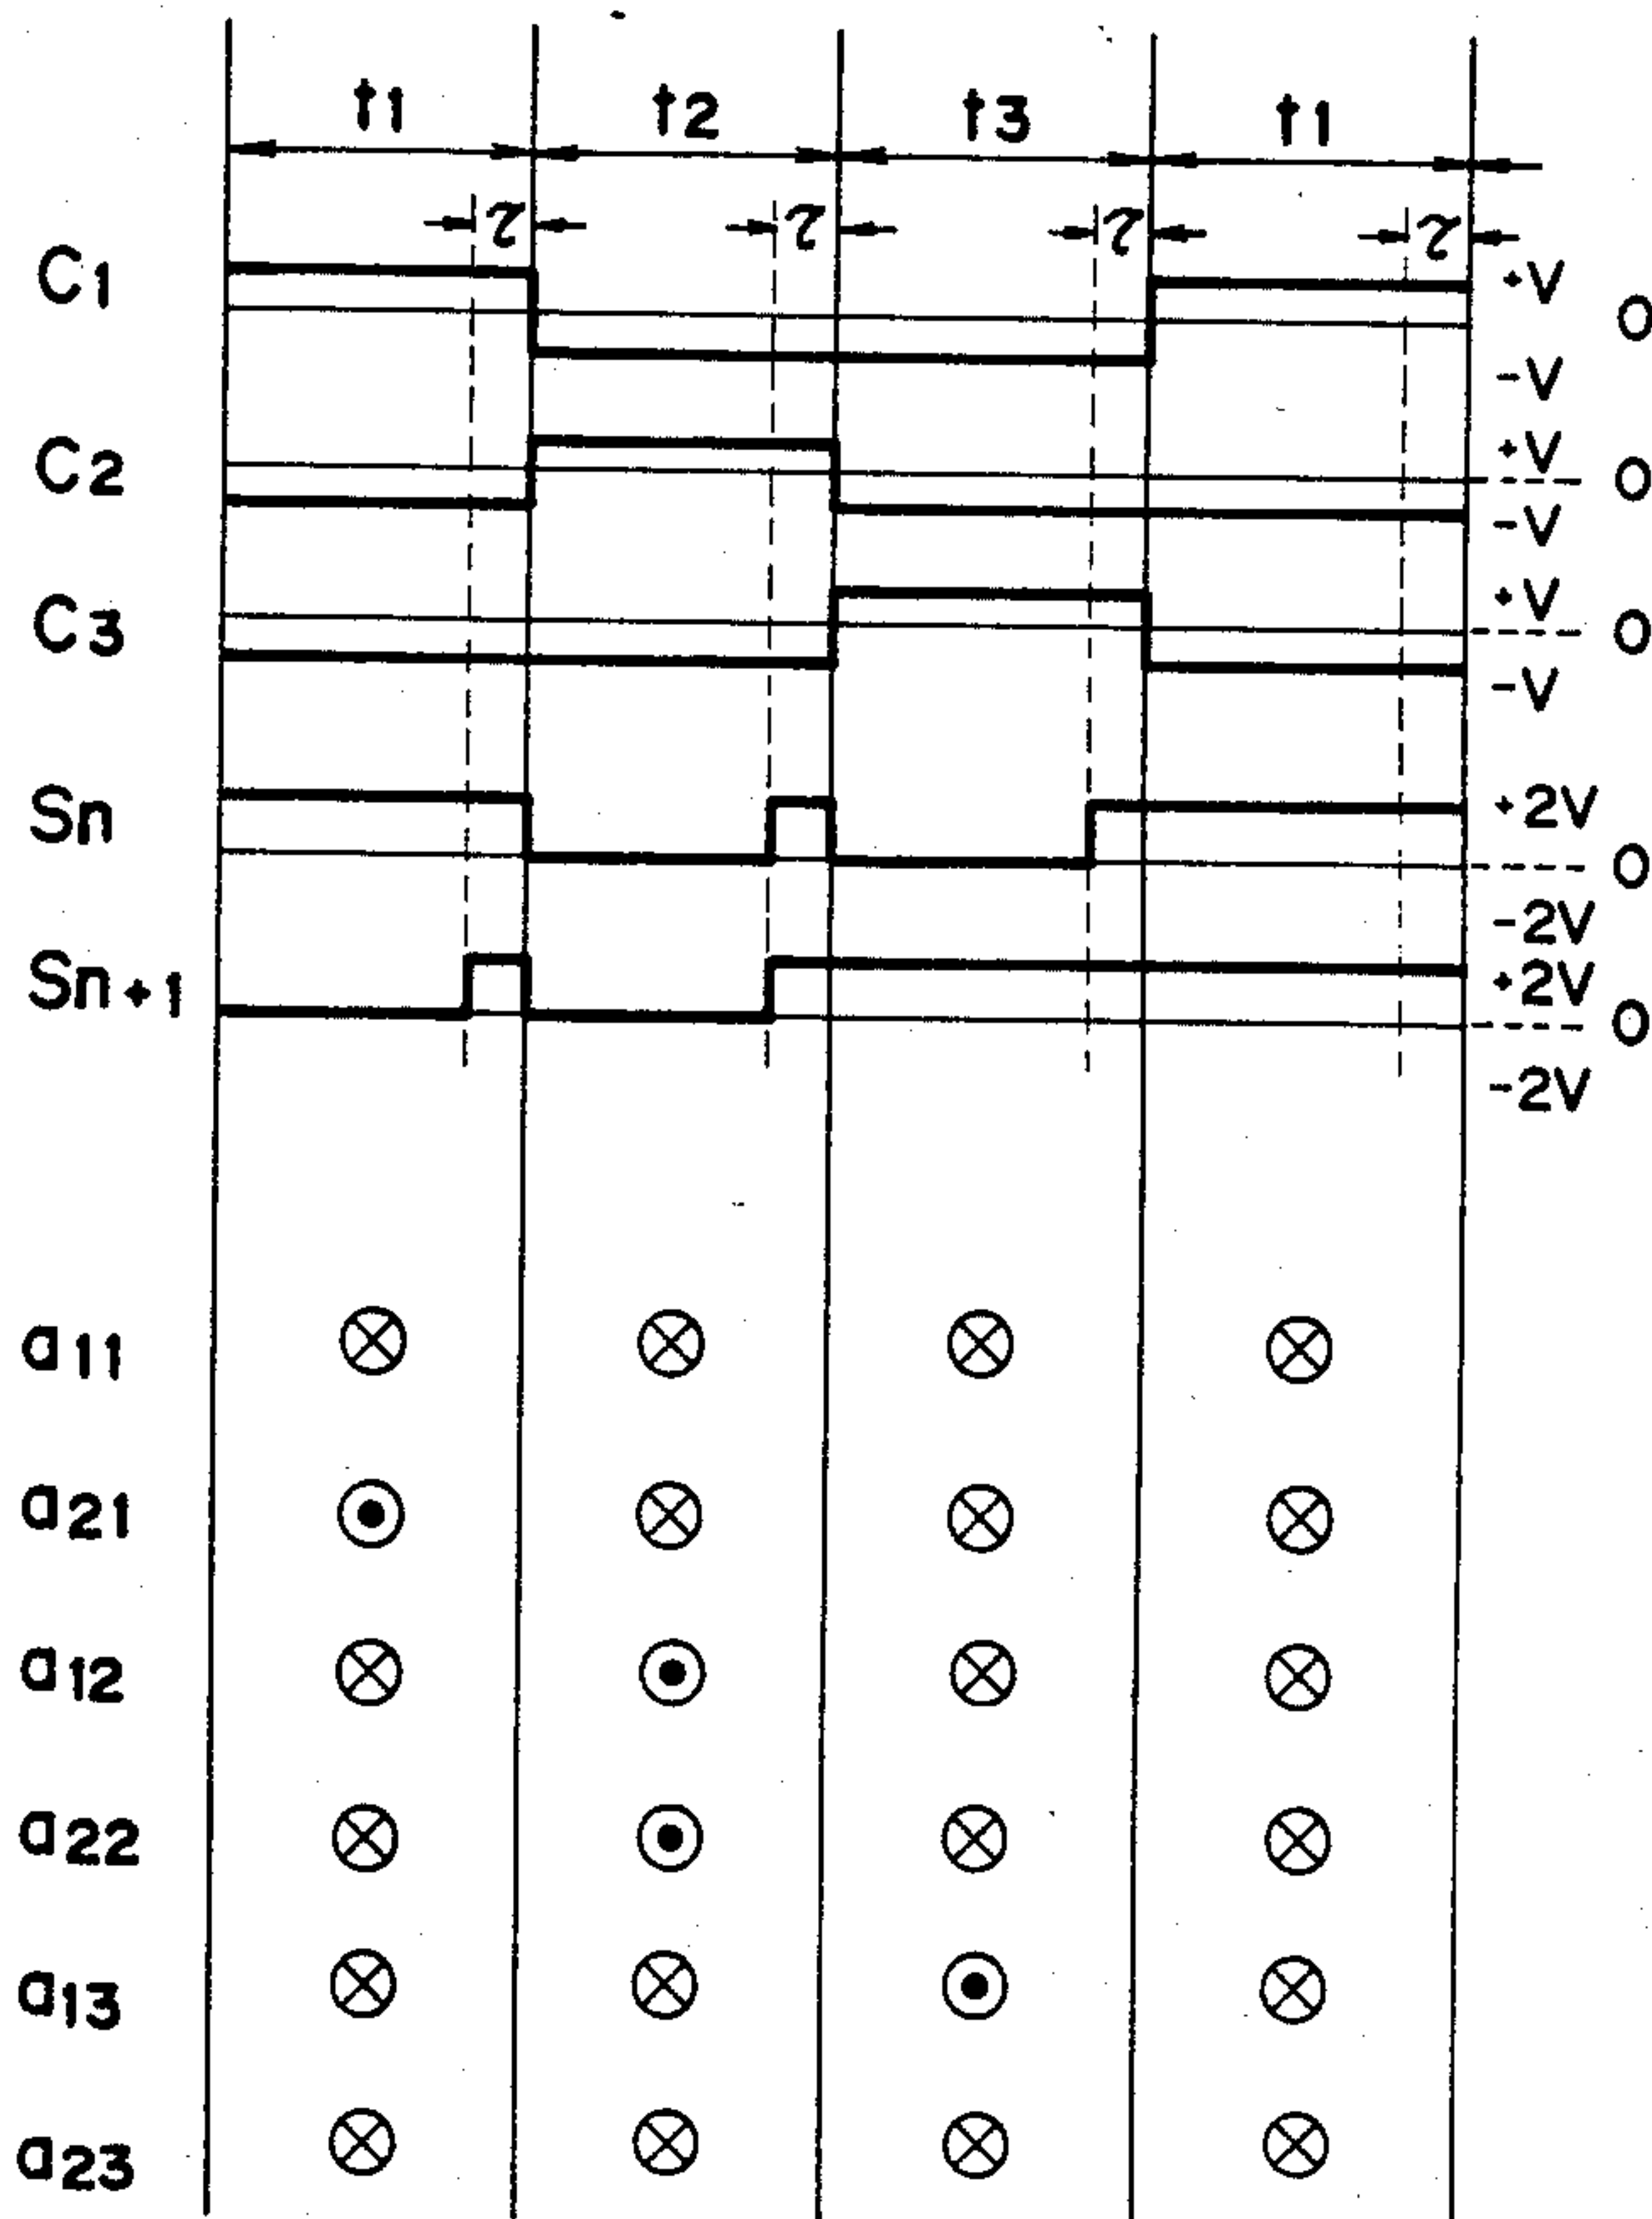 t1 t2 t3 t1
τ τ τ τ
C1 +V 0 -V
C2 +V 0 -V
C3 +V 0 -V
Sn +2V 0 -2V
Sn+1 +2V 0 -2V
a11
a21
a12
a22
a13
a23